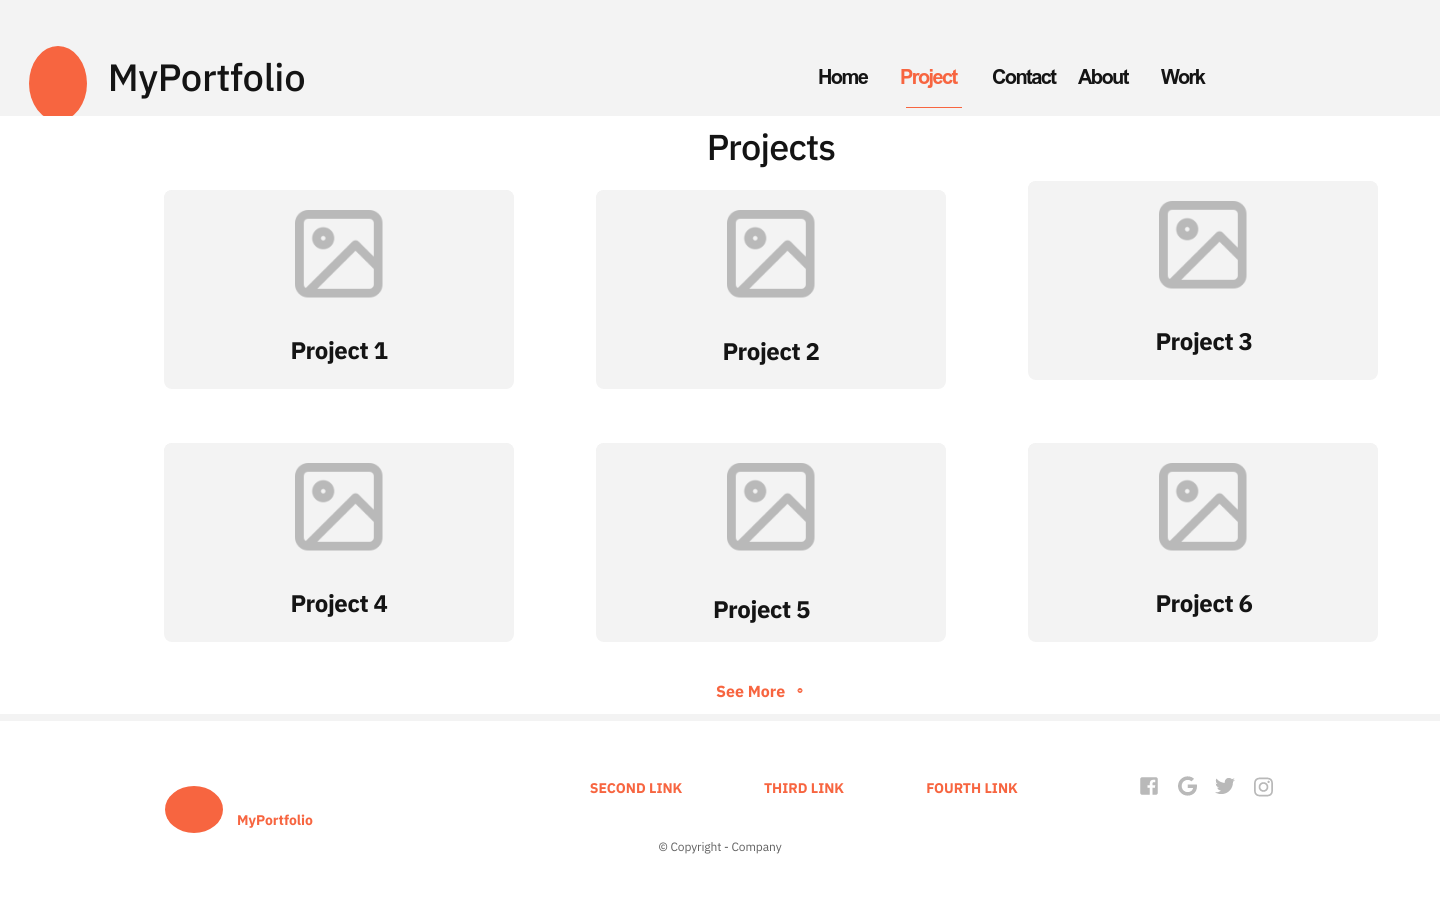 MyPortfolio
Home Project Contact About Work
Projects
Project 1
Project 2
Project 3
Project 4
Project 5
Project 6
See More
SECOND LINK THIRD LINK FOURTH LINK
MyPortfolio
© Copyright - Company